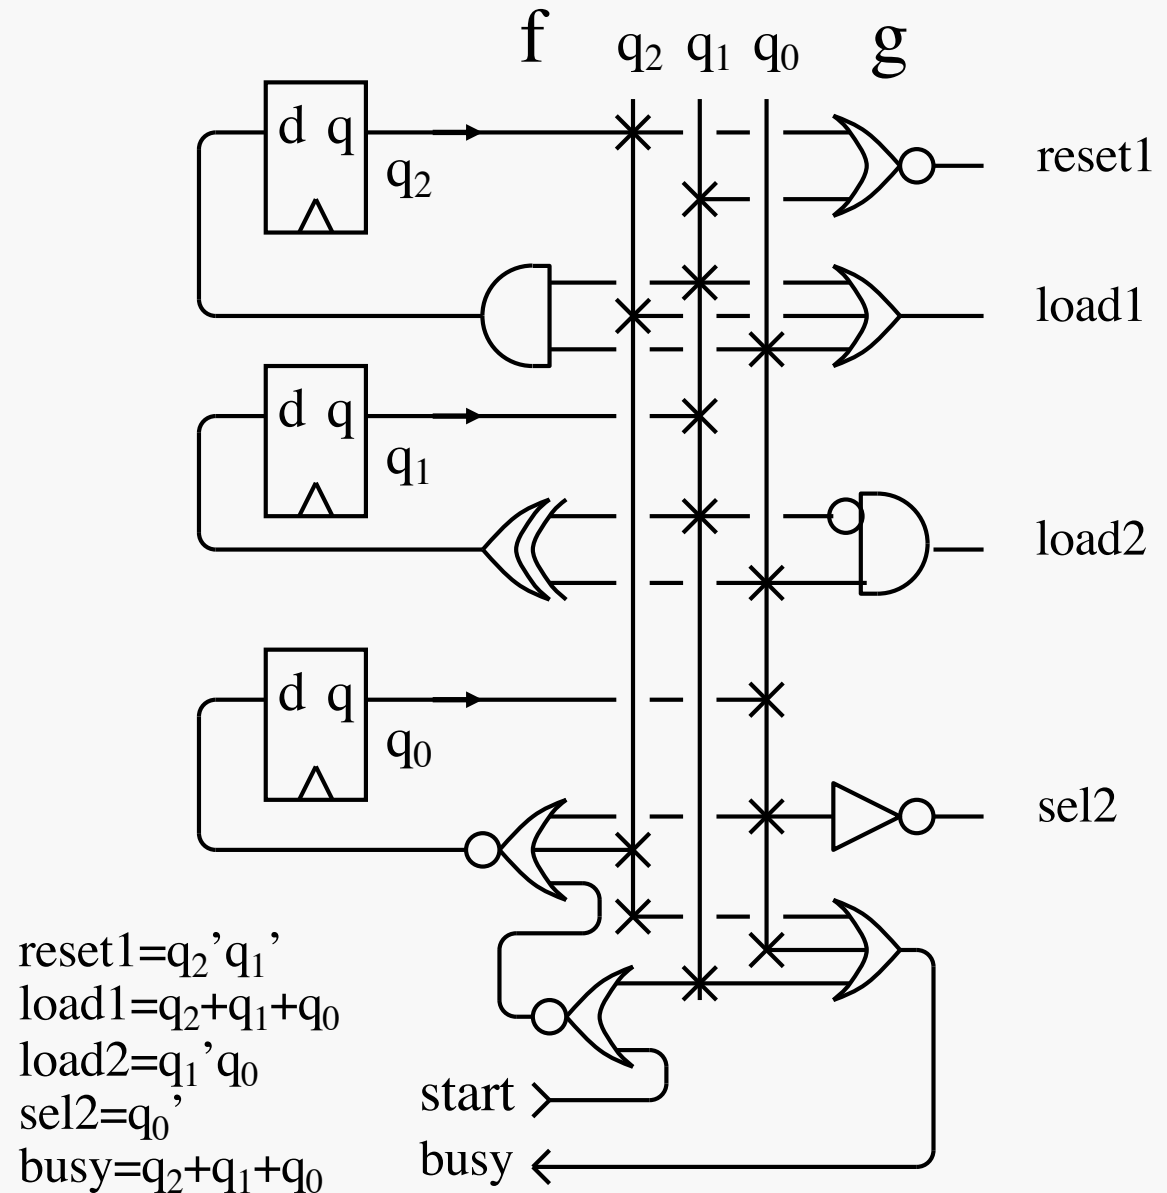 f q₂ q₁ q₀ g
d q
q₂
reset1
load1
d q
q₁
load2
d q
q₀
sel2
reset1=q₂’q₁’
load1=q₂+q₁+q₀
load2=q₁’q₀
sel2=q₀’
busy=q₂+q₁+q₀
start
busy